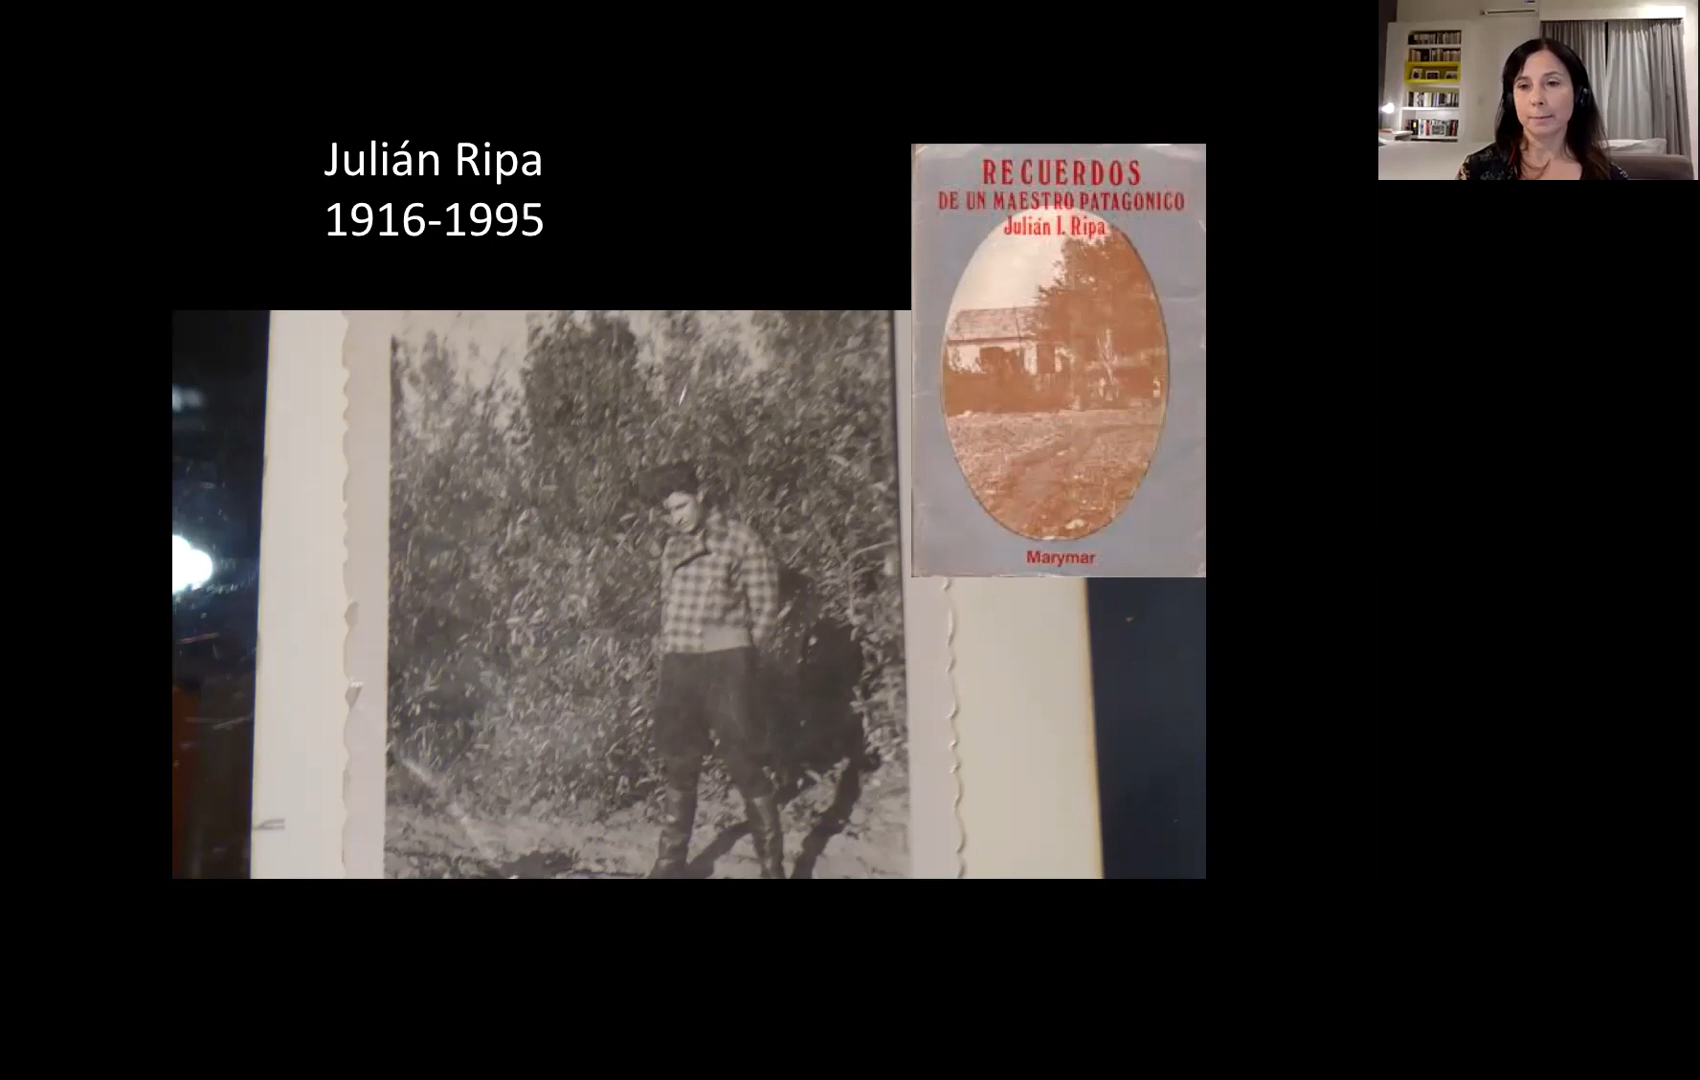 Julián Ripa
1916-1995
RECUERDOS
DE UN MAESTRO PATAGONICO
Julián I. Ripa
Marymar